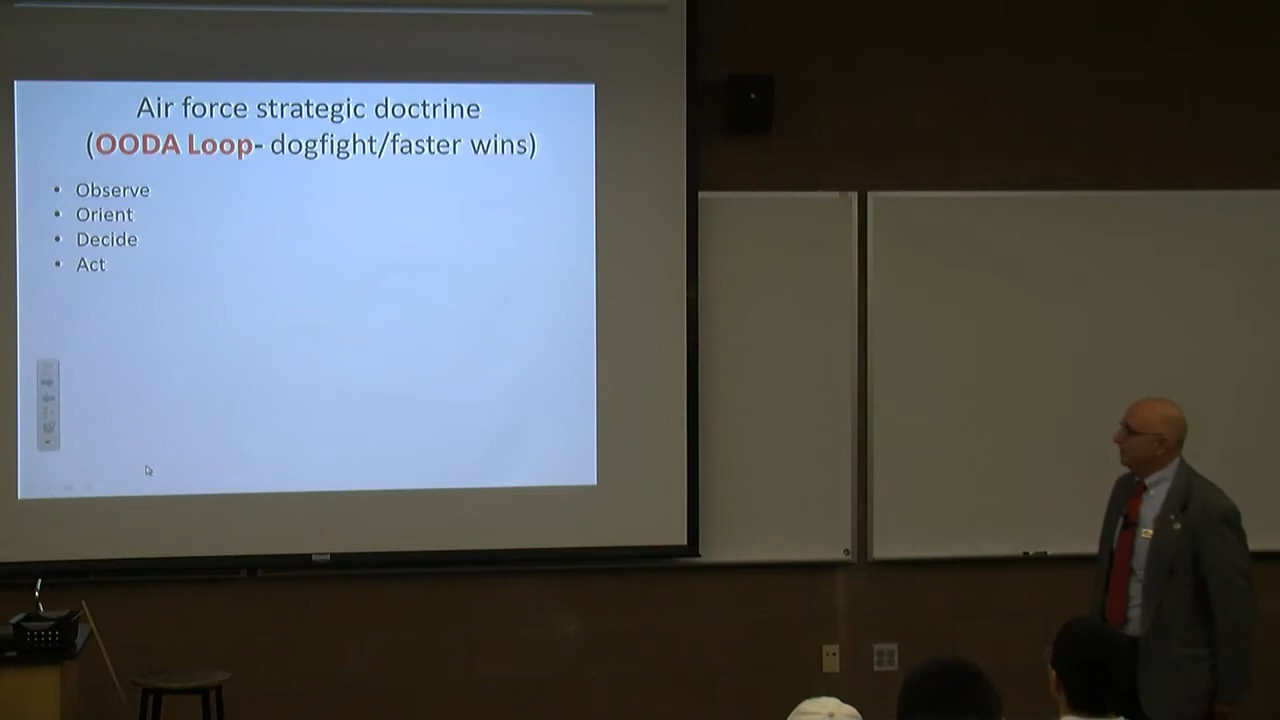 Air force strategic doctrine
(OODA Loop- dogfight/faster wins)
• Observe
• Orient
• Decide
• Act